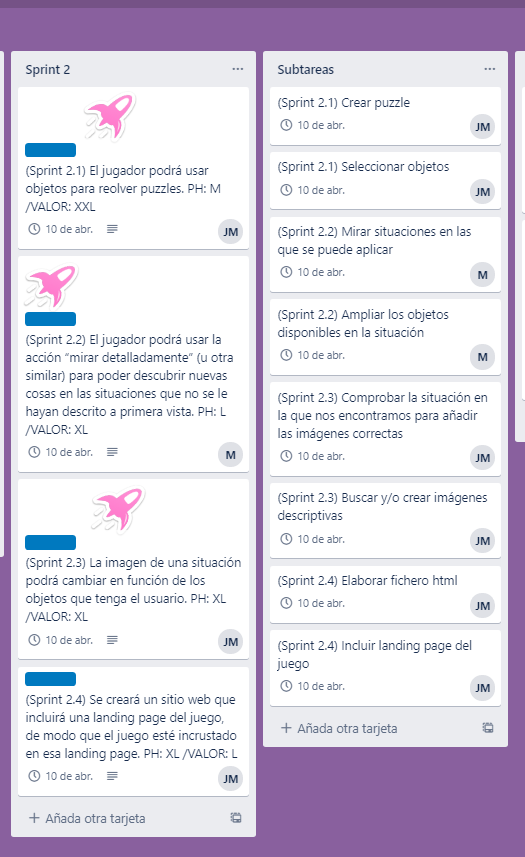 Sprint 2
(Sprint 2.1) El jugador podrá usar
objetos para reolver puzzles. PH: M
/VALOR: XXL
10 de abr.
JM
(Sprint 2.2) El jugador podrá usar la
acción “mirar detalladamente” (u otra
similar) para poder descubrir nuevas
cosas en las situaciones que no se le
hayan descrito a primera vista. PH: L
/VALOR: XL
10 de abr.
M
(Sprint 2.3) La imagen de una situación
podrá cambiar en función de los
objetos que tenga el usuario. PH: XL
/VALOR: XL
10 de abr.
JM
(Sprint 2.4) Se creará un sitio web que
incluirá una landing page del juego,
de modo que el juego esté incrustado
en esa landing page. PH: XL /VALOR: L
10 de abr.
JM
+ Añada otra tarjeta
Subtareas
(Sprint 2.1) Crear puzzle
10 de abr.
JM
(Sprint 2.1) Seleccionar objetos
10 de abr.
JM
(Sprint 2.2) Mirar situaciones en las
que se puede aplicar
10 de abr.
M
(Sprint 2.2) Ampliar los objetos
disponibles en la situación
10 de abr.
M
(Sprint 2.3) Comprobar la situación en
la que nos encontramos para añadir
las imágenes correctas
10 de abr.
JM
(Sprint 2.3) Buscar y/o crear imágenes
descriptivas
10 de abr.
JM
(Sprint 2.4) Elaborar fichero html
10 de abr.
JM
(Sprint 2.4) Incluir landing page del
juego
10 de abr.
JM
+ Añada otra tarjeta